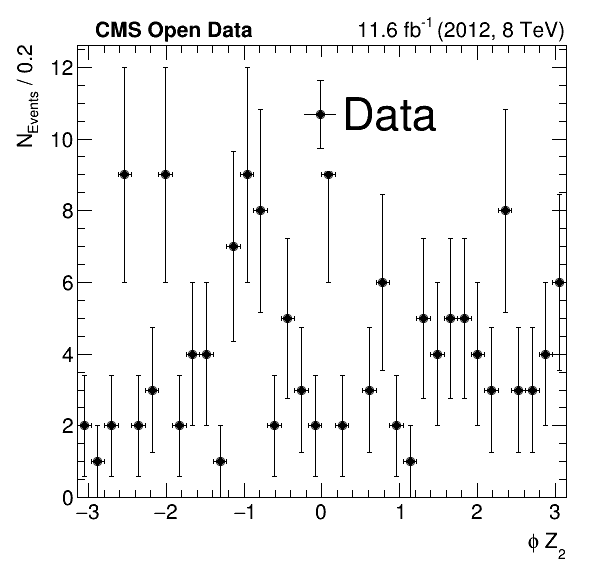 CMS Open Data 11.6 fb⁻¹ (2012, 8 TeV)
N_Events / 0.2
Data
12
10
8
6
4
2
0
−3 −2 −1 0 1 2 3
ϕ Z₂